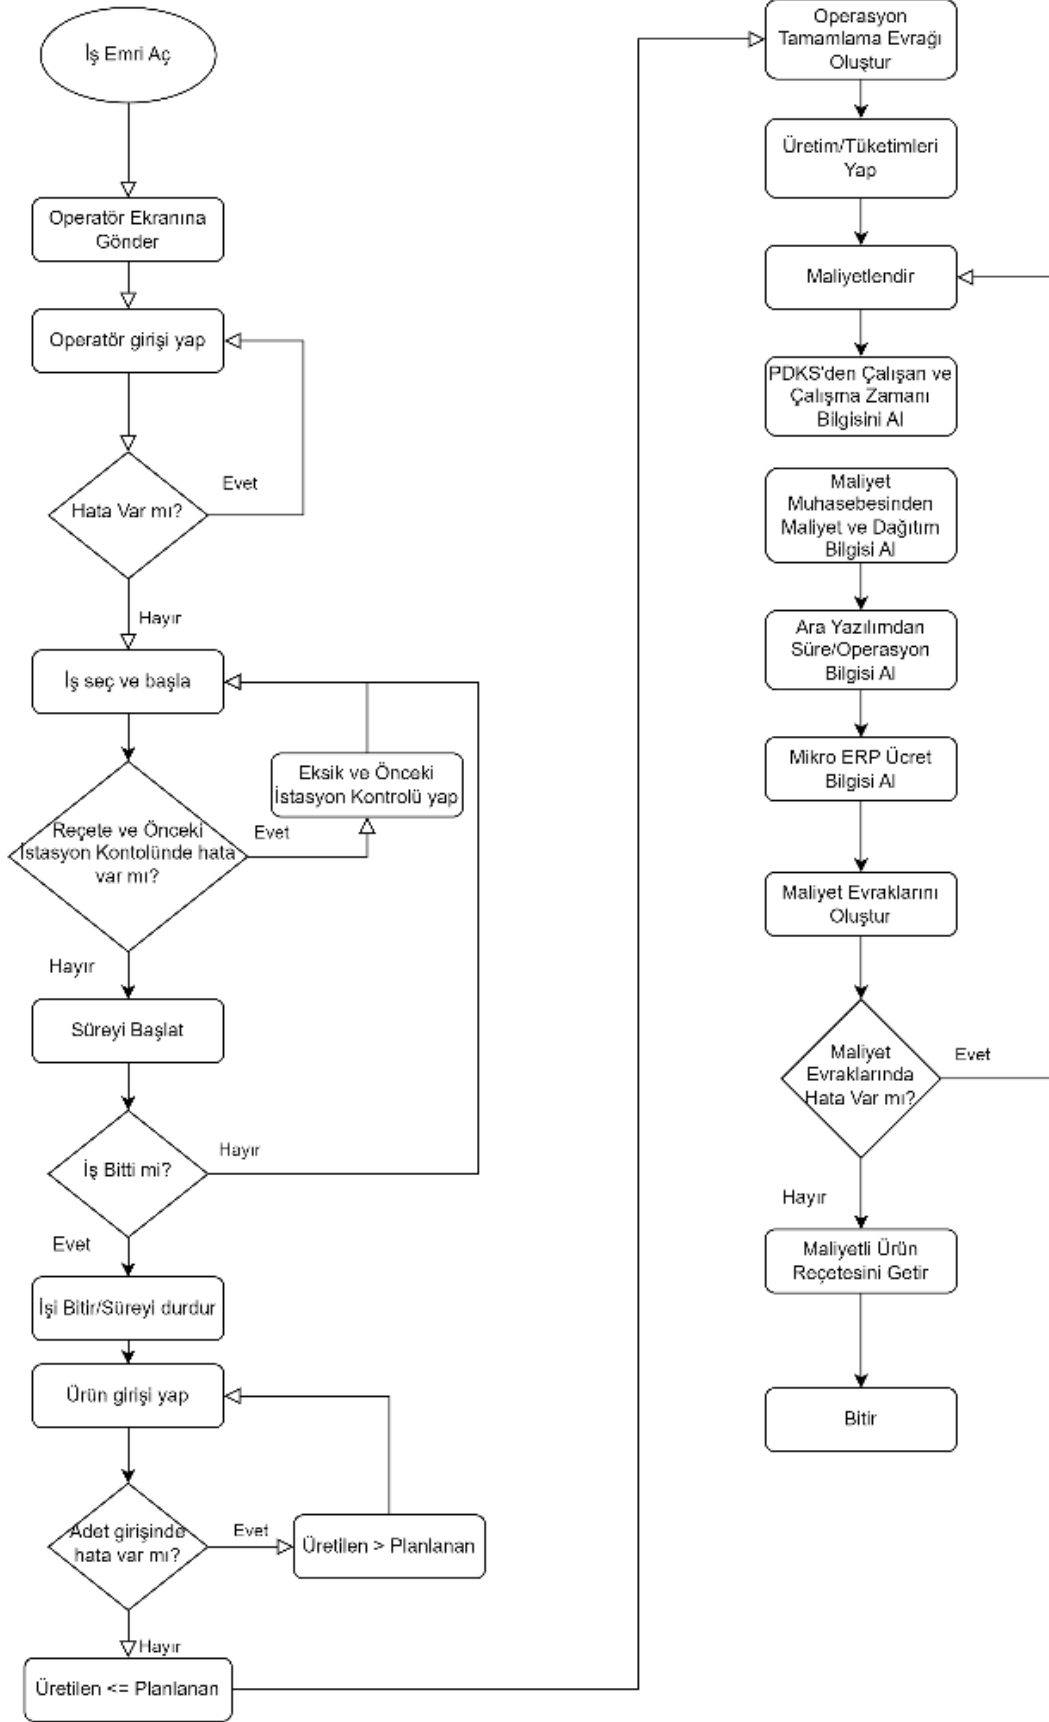 İş Emri Aç
Operatör Ekranına
Gönder
Operatör girişi yap
Evet
Hata Var mı?
Hayır
İş seç ve başla
Eksik ve Önceki
İstasyon Kontrolü yap
Evet
Reçete ve Önceki
İstasyon Kontolünde hata
var mı?
Hayır
Süreyi Başlat
Hayır
İş Bitti mi?
Evet
İşi Bitir/Süreyi durdur
Ürün girişi yap
Adet girişinde
hata var mı?
Evet
Üretilen > Planlanan
Hayır
Üretilen <= Planlanan
Operasyon
Tamamlama Evrağı
Oluştur
Üretim/Tüketimleri
Yap
Maliyetlendir
PDKS'den Çalışan ve
Çalışma Zamanı
Bilgisini Al
Maliyet
Muhasebesinden
Maliyet ve Dağıtım
Bilgisi Al
Ara Yazılımdan
Süre/Operasyon
Bilgisi Al
Mikro ERP Ücret
Bilgisi Al
Maliyet Evraklarını
Oluştur
Maliyet
Evraklarında
Hata Var mı?
Evet
Hayır
Maliyetli Ürün
Reçetesini Getir
Bitir